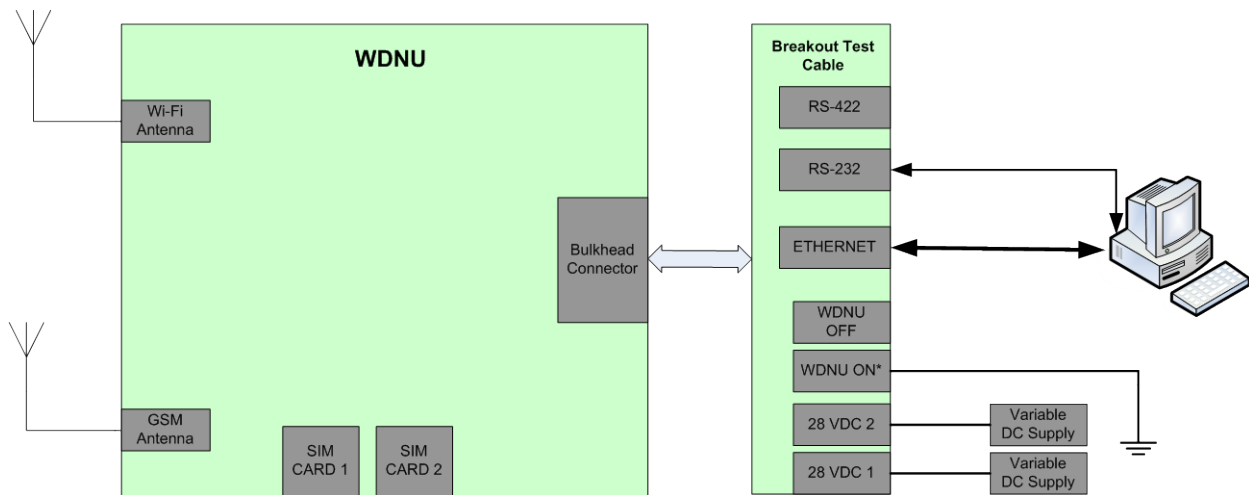 WDNU
Wi-Fi
Antenna
Bulkhead
Connector
GSM
Antenna
SIM
CARD 1
SIM
CARD 2
Breakout Test
Cable
RS-422
RS-232
ETHERNET
WDNU
OFF
WDNU ON*
28 VDC 2
Variable
DC Supply
28 VDC 1
Variable
DC Supply